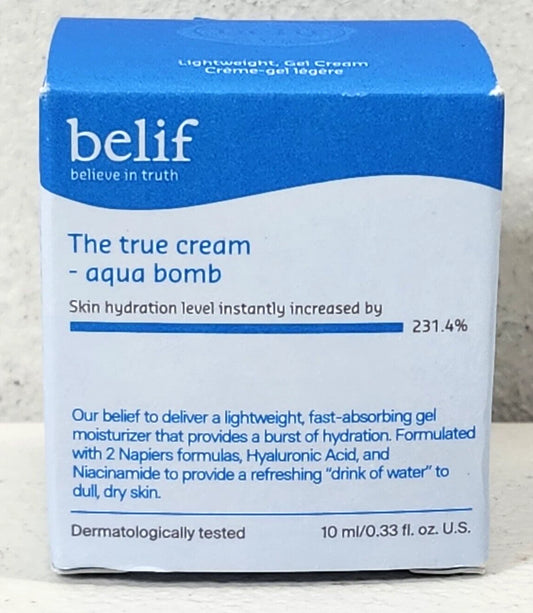 Lightweight, Gel Cream
Crème-gel légère
belif
believe in truth
The true cream
- aqua bomb
Skin hydration level instantly increased by
231.4%
Our belief to deliver a lightweight, fast-absorbing gel
moisturizer that provides a burst of hydration. Formulated
with 2 Napiers formulas, Hyaluronic Acid, and
Niacinamide to provide a refreshing "drink of water" to
dull, dry skin.
Dermatologically tested
10 ml/0.33 fl. oz. U.S.